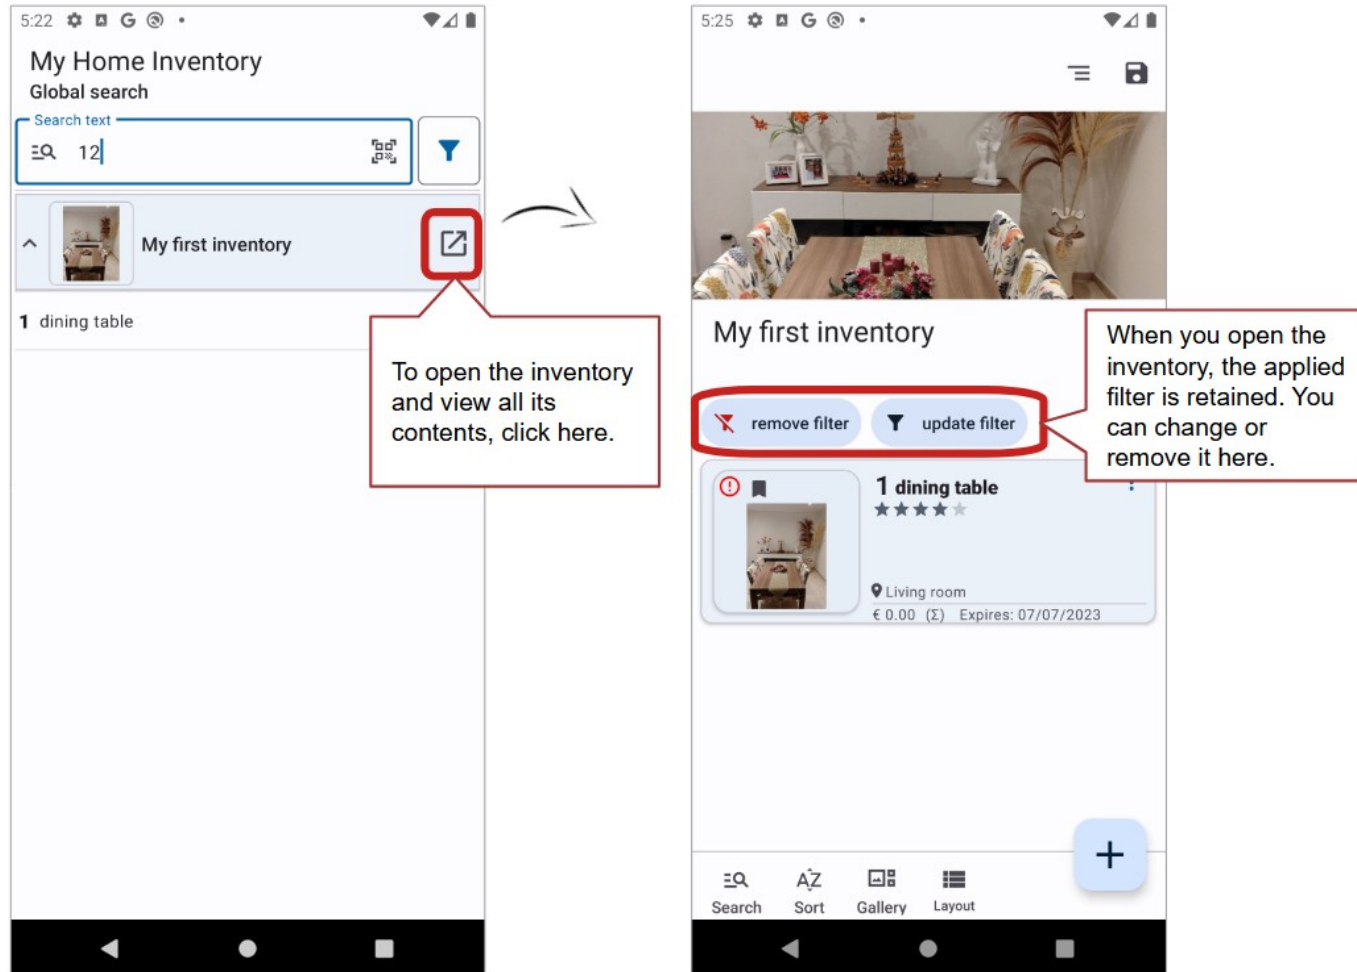 5:22
My Home Inventory
Global search
Search text
12
My first inventory
1 dining table
To open the inventory
and view all its
contents, click here.
5:25
My first inventory
When you open the
inventory, the applied
filter is retained. You
can change or
remove it here.
remove filter update filter
1 dining table
Living room
€ 0.00 (Σ) Expires: 07/07/2023
Search Sort Gallery Layout